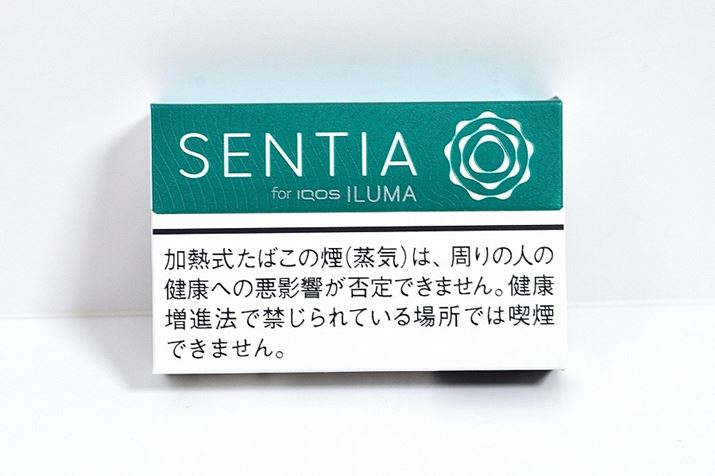 SENTIA
for IQOS ILUMA
加熱式たばこの煙(蒸気)は、周りの人の
健康への悪影響が否定できません。健康
増進法で禁じられている場所では喫煙
できません。